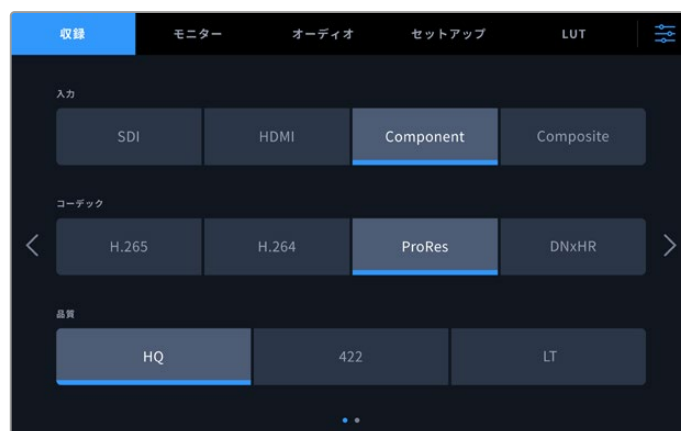 収録 モニター オーディオ セットアップ LUT
入力
SDI HDMI Component Composite
コーデック
H.265 H.264 ProRes DNxHR
品質
HQ 422 LT